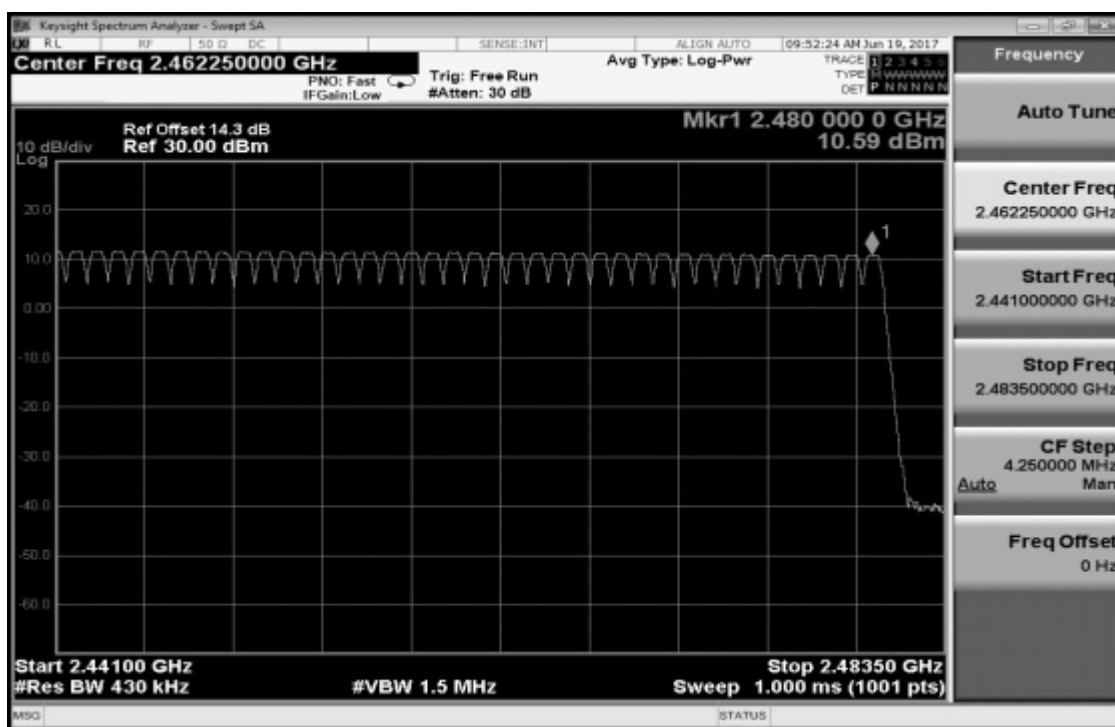 Keysight Spectrum Analyzer - Swept SA
RL RF 50 Ω DC SENSE:INT ALIGN AUTO 09:52:24 AM Jun 19, 2017
Center Freq 2.462250000 GHz
PNO: Fast
IFGain:Low
Trig: Free Run
#Atten: 30 dB
Avg Type: Log-Pwr
TRACE 1 2 3 4 5 6
TYPE M WWWWW
DET P N N N N N
Frequency
Auto Tune
Center Freq
2.462250000 GHz
Start Freq
2.441000000 GHz
Stop Freq
2.483500000 GHz
CF Step
4.250000 MHz
Auto Man
Freq Offset
0 Hz
Ref Offset 14.3 dB
10 dB/div Ref 30.00 dBm
Log
Mkr1 2.480 000 0 GHz
10.59 dBm
1
20.0
10.0
0.00
-10.0
-20.0
-30.0
-40.0
-50.0
-60.0
Start 2.44100 GHz Stop 2.48350 GHz
#Res BW 430 kHz #VBW 1.5 MHz Sweep 1.000 ms (1001 pts)
MSG STATUS